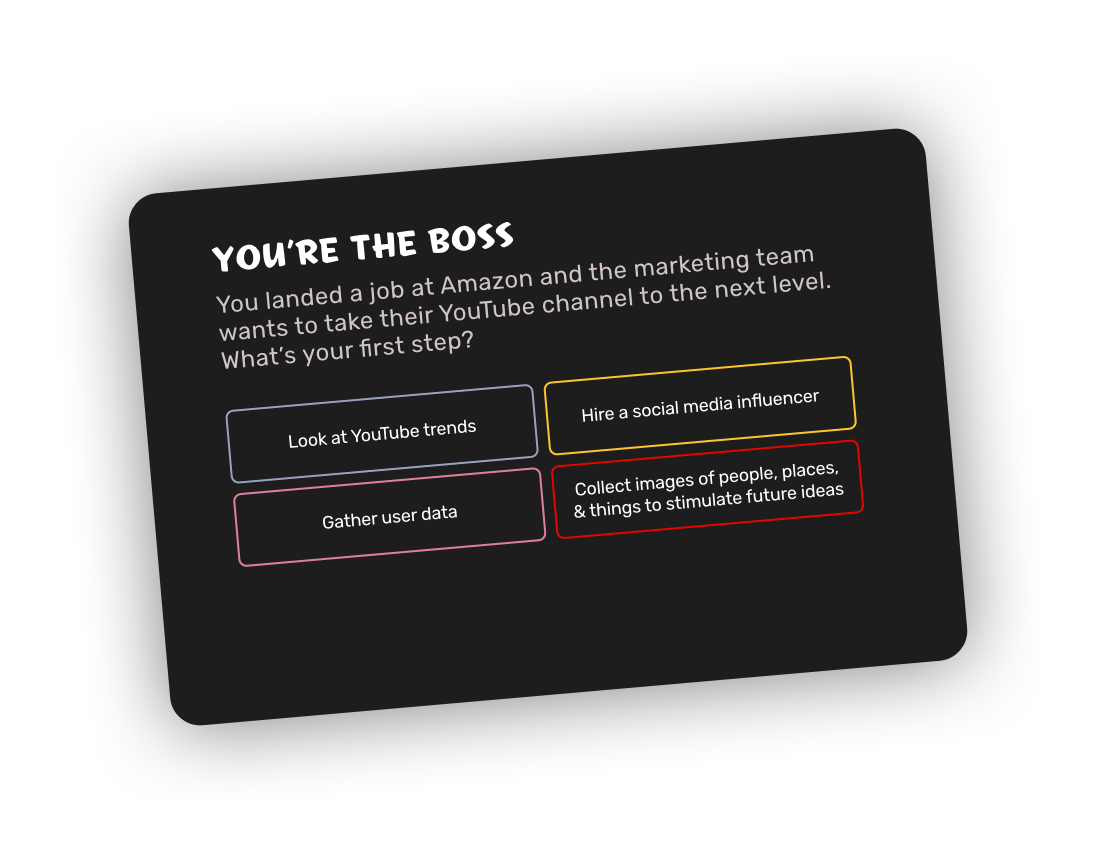 YOU'RE THE BOSS
You landed a job at Amazon and the marketing team
wants to take their YouTube channel to the next level.
What's your first step?
Look at YouTube trends
Hire a social media influencer
Gather user data
Collect images of people, places,
& things to stimulate future ideas